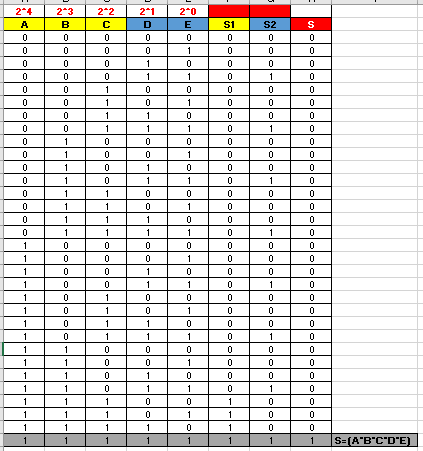 2^4 2^3 2^2 2^1 2^0
A B C D E S1 S2 S
0 0 0 0 0 0 0 0
0 0 0 0 1 0 0 0
0 0 0 1 0 0 0 0
0 0 0 1 1 0 1 0
0 0 1 0 0 0 0 0
0 0 1 0 1 0 0 0
0 0 1 1 0 0 0 0
0 0 1 1 1 0 1 0
0 1 0 0 0 0 0 0
0 1 0 0 1 0 0 0
0 1 0 1 0 0 0 0
0 1 0 1 1 0 1 0
0 1 1 0 0 0 0 0
0 1 1 0 1 0 0 0
0 1 1 1 0 0 0 0
0 1 1 1 1 0 1 0
1 0 0 0 0 0 0 0
1 0 0 0 1 0 0 0
1 0 0 1 0 0 0 0
1 0 0 1 1 0 1 0
1 0 1 0 0 0 0 0
1 0 1 0 1 0 0 0
1 0 1 1 0 0 0 0
1 0 1 1 1 0 1 0
1 1 0 0 0 0 0 0
1 1 0 0 1 0 0 0
1 1 0 1 0 0 0 0
1 1 0 1 1 0 1 0
1 1 1 0 0 1 0 0
1 1 1 0 1 1 0 0
1 1 1 1 0 1 0 0
1 1 1 1 1 1 1 1 S=(A*B*C*D*E)